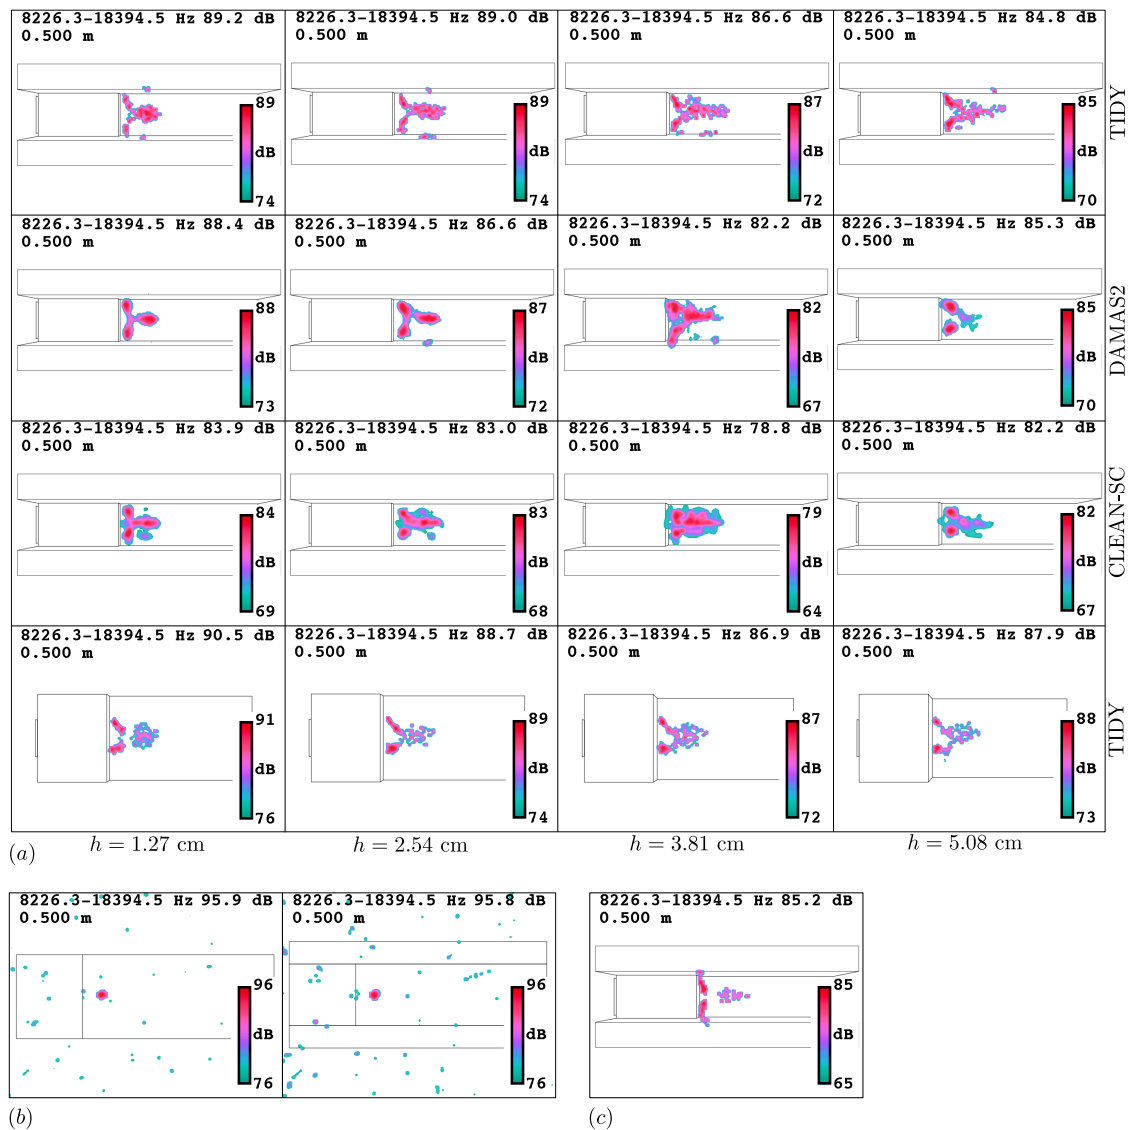 8226.3-18394.5 Hz 89.2 dB
0.500 m
89
dB
74
8226.3-18394.5 Hz 89.0 dB
0.500 m
89
dB
74
8226.3-18394.5 Hz 86.6 dB
0.500 m
87
dB
72
8226.3-18394.5 Hz 84.8 dB
0.500 m
85
dB
70
TIDY
8226.3-18394.5 Hz 88.4 dB
0.500 m
88
dB
73
8226.3-18394.5 Hz 86.6 dB
0.500 m
87
dB
72
8226.3-18394.5 Hz 82.2 dB
0.500 m
82
dB
67
8226.3-18394.5 Hz 85.3 dB
0.500 m
85
dB
70
DAMAS2
8226.3-18394.5 Hz 83.9 dB
0.500 m
84
dB
69
8226.3-18394.5 Hz 83.0 dB
0.500 m
83
dB
68
8226.3-18394.5 Hz 78.8 dB
0.500 m
79
dB
64
8226.3-18394.5 Hz 82.2 dB
0.500 m
82
dB
67
CLEAN-SC
8226.3-18394.5 Hz 90.5 dB
0.500 m
91
dB
76
8226.3-18394.5 Hz 88.7 dB
0.500 m
89
dB
74
8226.3-18394.5 Hz 86.9 dB
0.500 m
87
dB
72
8226.3-18394.5 Hz 87.9 dB
0.500 m
88
dB
73
TIDY
(a)
h = 1.27 cm
h = 2.54 cm
h = 3.81 cm
h = 5.08 cm
8226.3-18394.5 Hz 95.9 dB
0.500 m
96
dB
76
8226.3-18394.5 Hz 95.8 dB
0.500 m
96
dB
76
(b)
8226.3-18394.5 Hz 85.2 dB
0.500 m
85
dB
65
(c)